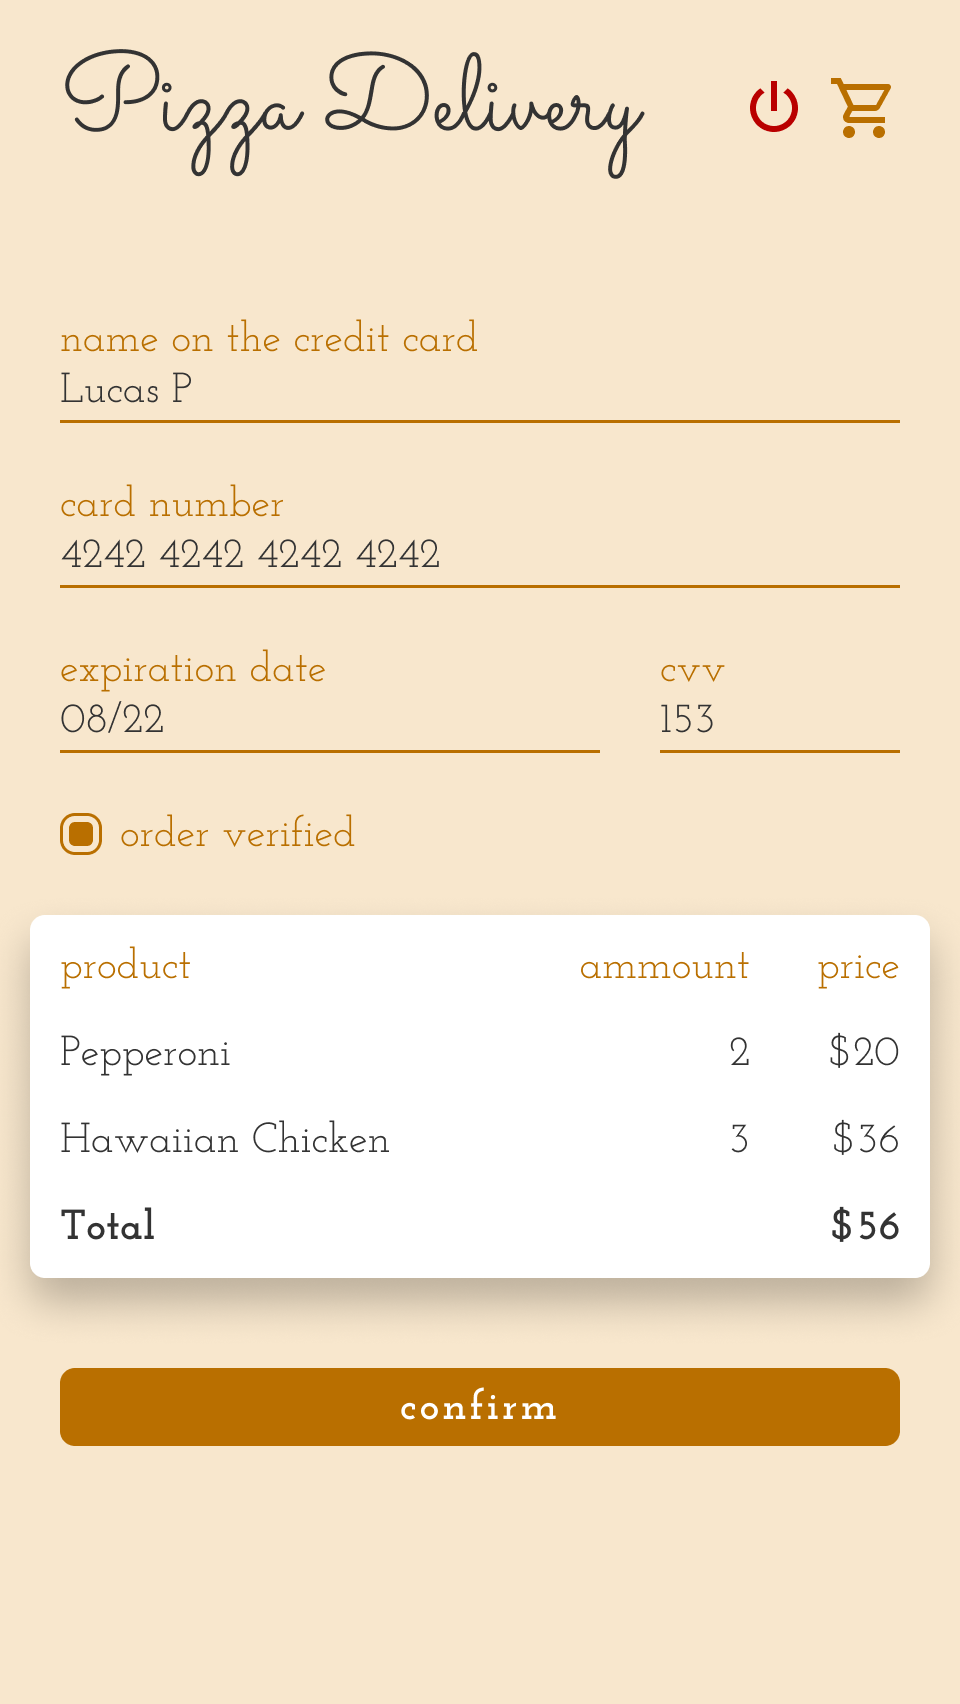 Pizza Delivery
name on the credit card
Lucas P
card number
4242 4242 4242 4242
expiration date cvv
08/22 153
order verified
product ammount price
Pepperoni 2 $20
Hawaiian Chicken 3 $36
Total $56
confirm